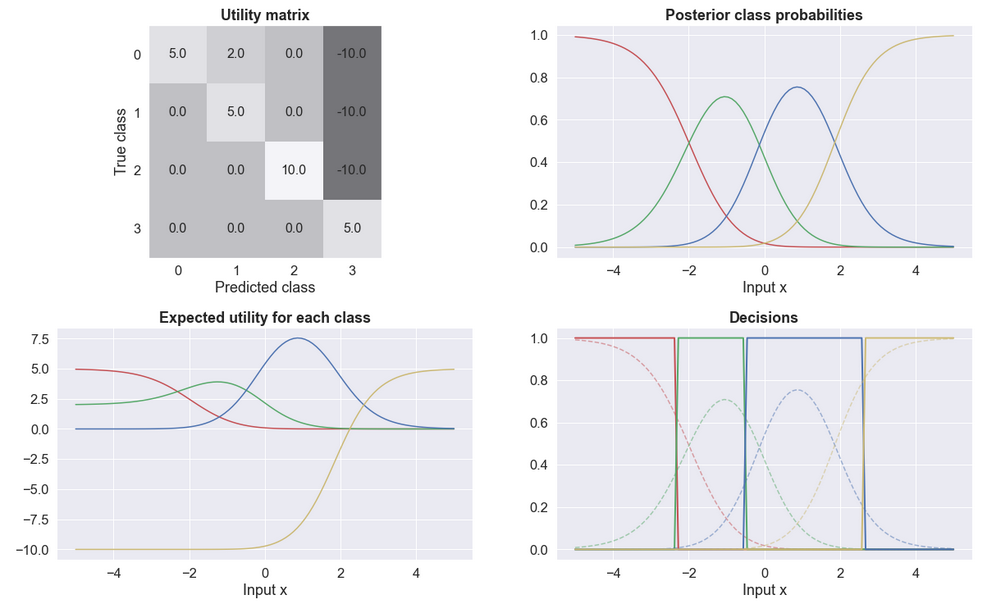 Utility matrix
True class
0
5.0 2.0 0.0 -10.0
1
0.0 5.0 0.0 -10.0
2
0.0 0.0 10.0 -10.0
3
0.0 0.0 0.0 5.0
0 1 2 3
Predicted class
Posterior class probabilities
1.0
0.8
0.6
0.4
0.2
0.0
−4 −2 0 2 4
Input x
Expected utility for each class
7.5
5.0
2.5
0.0
−2.5
−5.0
−7.5
−10.0
−4 −2 0 2 4
Input x
Decisions
1.0
0.8
0.6
0.4
0.2
0.0
−4 −2 0 2 4
Input x